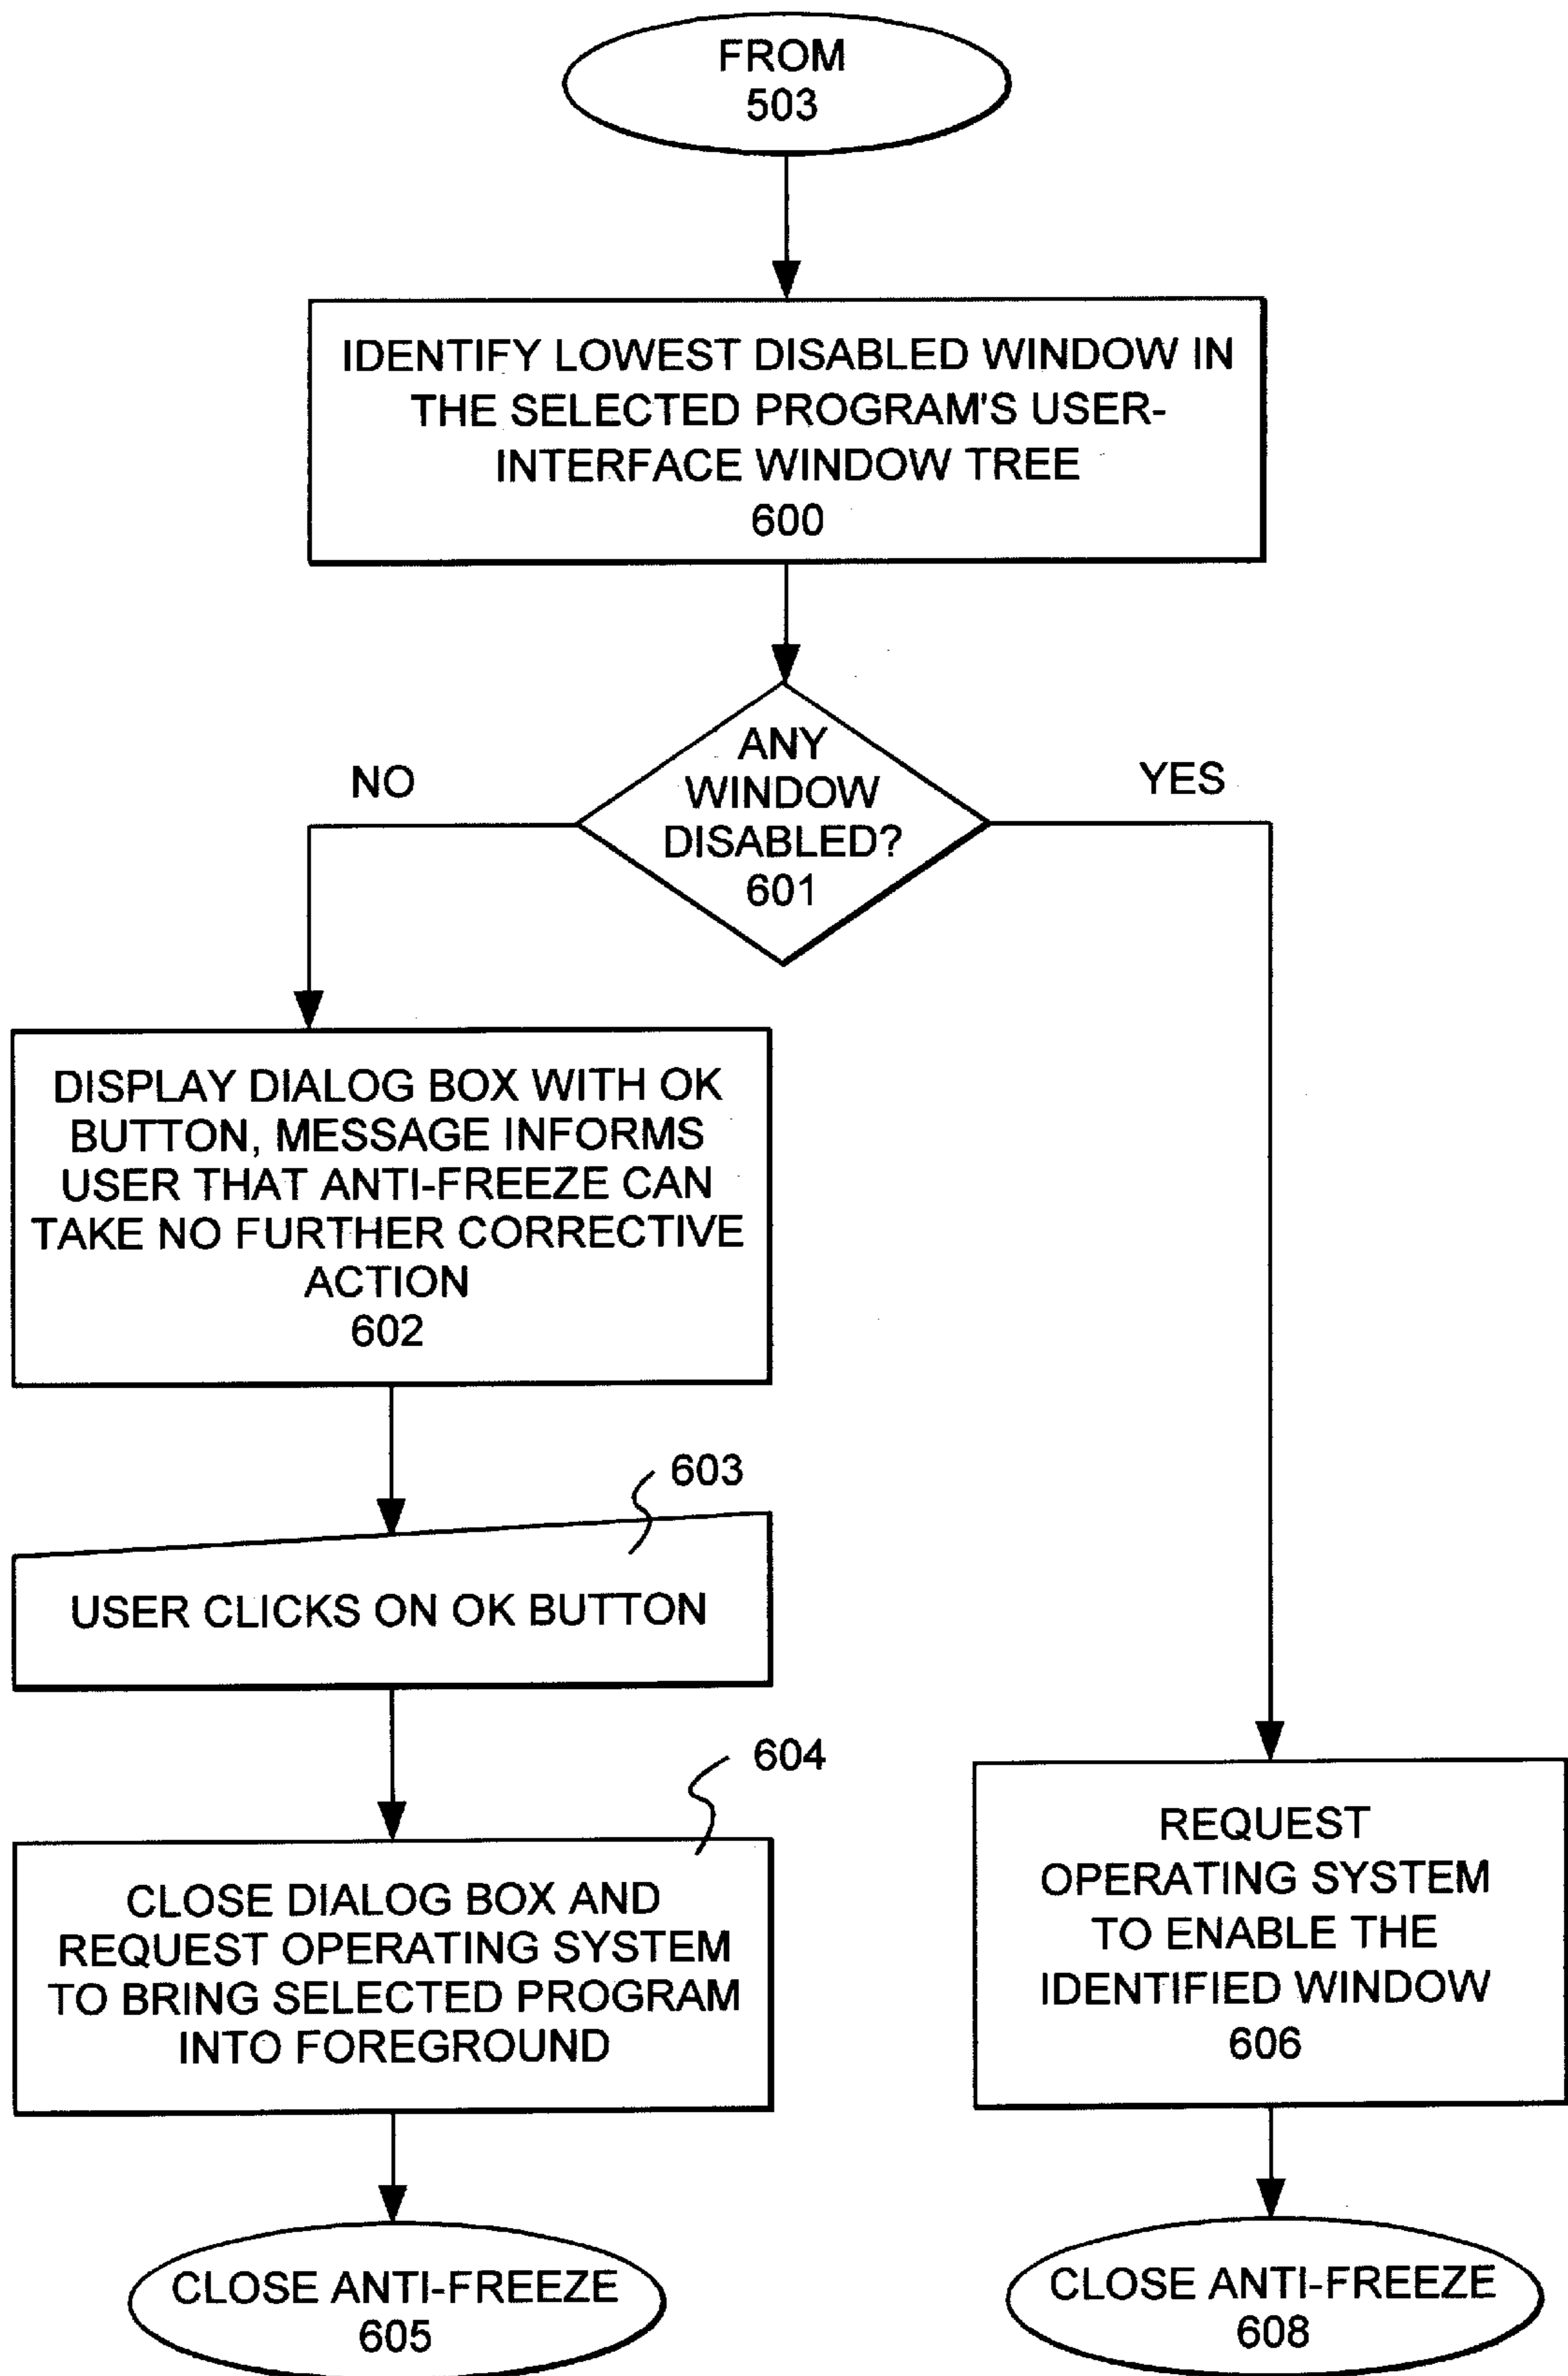 FROM
503
IDENTIFY LOWEST DISABLED WINDOW IN
THE SELECTED PROGRAM'S USER-
INTERFACE WINDOW TREE
600
ANY
WINDOW
DISABLED?
601
NO
YES
DISPLAY DIALOG BOX WITH OK
BUTTON, MESSAGE INFORMS
USER THAT ANTI-FREEZE CAN
TAKE NO FURTHER CORRECTIVE
ACTION
602
603
USER CLICKS ON OK BUTTON
604
CLOSE DIALOG BOX AND
REQUEST OPERATING SYSTEM
TO BRING SELECTED PROGRAM
INTO FOREGROUND
CLOSE ANTI-FREEZE
605
REQUEST
OPERATING SYSTEM
TO ENABLE THE
IDENTIFIED WINDOW
606
CLOSE ANTI-FREEZE
608